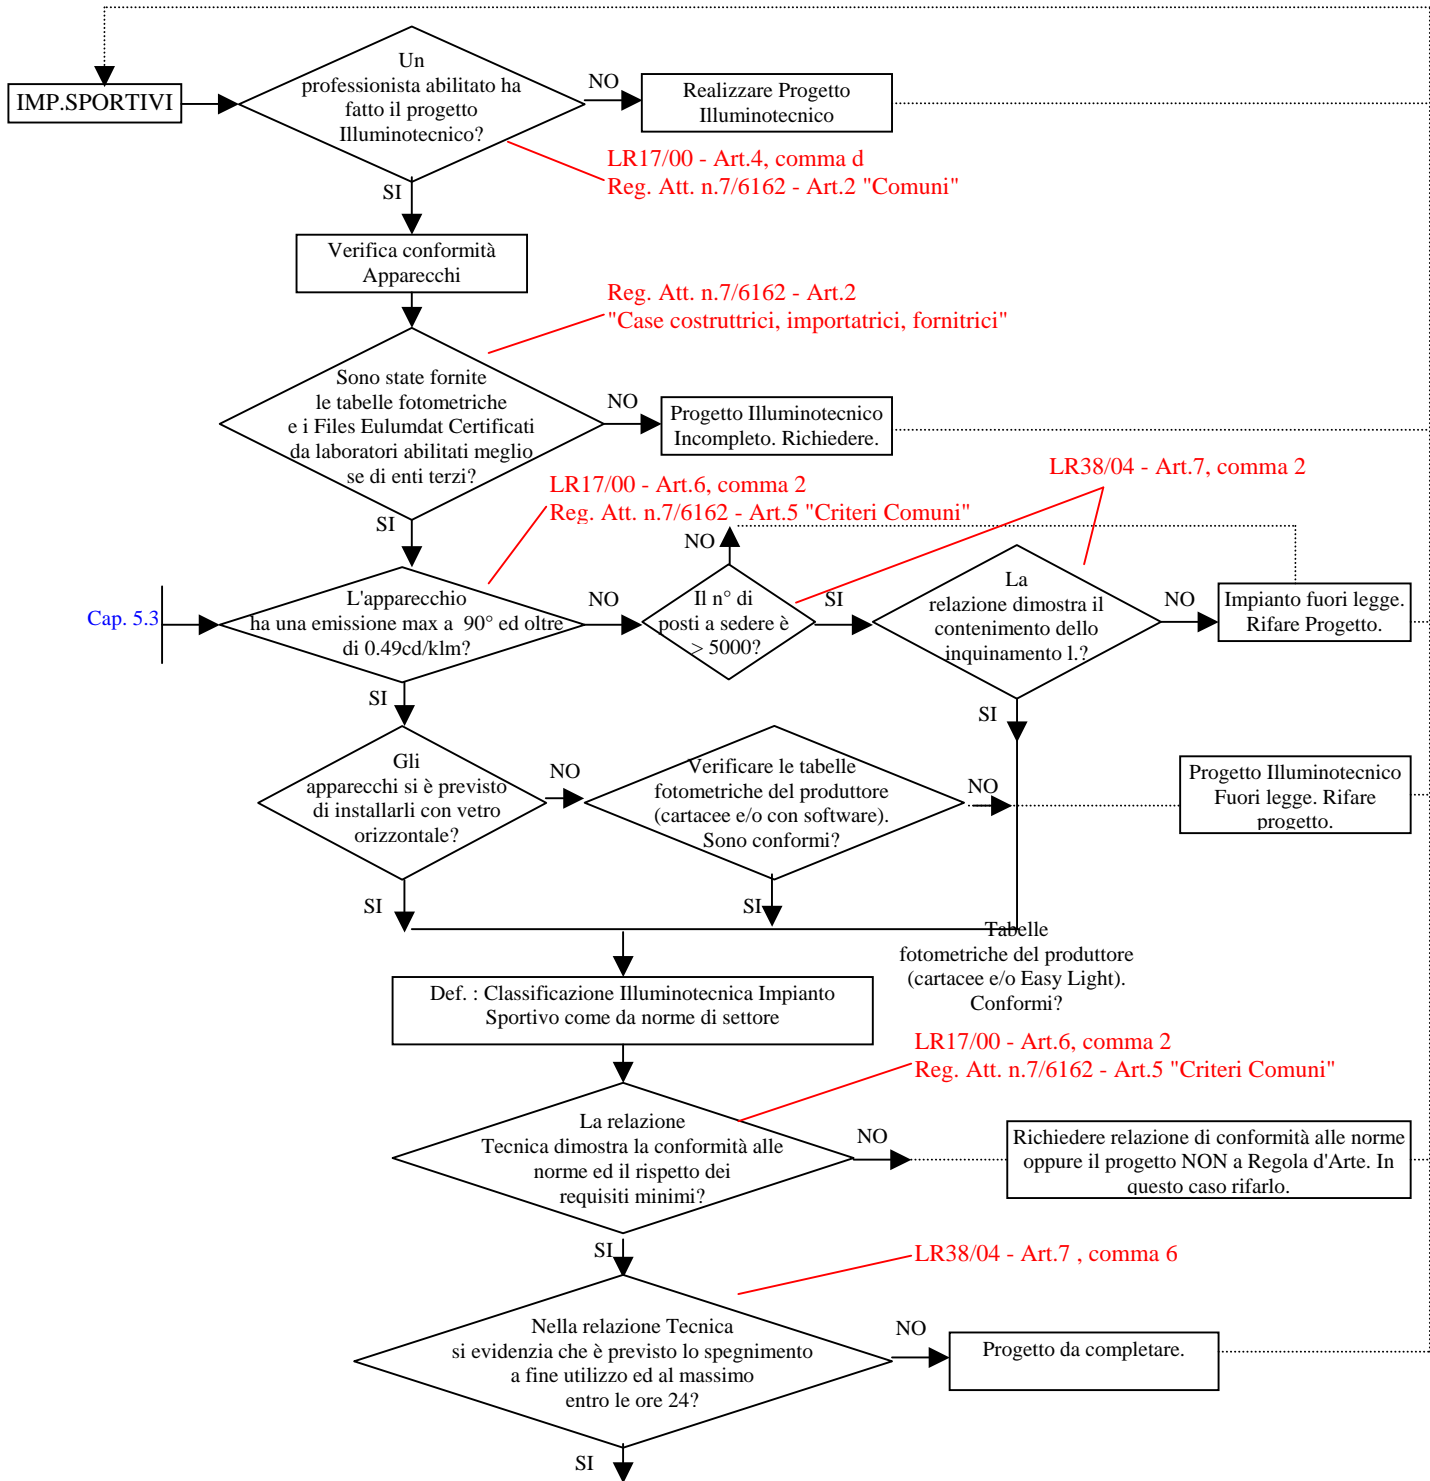 Un
professionista abilitato ha
fatto il progetto
Illuminotecnico?
IMP.SPORTIVI
NO
Realizzare Progetto
Illuminotecnico
LR17/00 - Art.4, comma d
Reg. Att. n.7/6162 - Art.2 "Comuni"
SI
Verifica conformità
Apparecchi
Reg. Att. n.7/6162 - Art.2
"Case costruttrici, importatrici, fornitrici"
Sono state fornite
le tabelle fotometriche
e i Files Eulumdat Certificati
da laboratori abilitati meglio
se di enti terzi?
NO
Progetto Illuminotecnico
Incompleto. Richiedere.
LR17/00 - Art.6, comma 2
Reg. Att. n.7/6162 - Art.5 "Criteri Comuni"
LR38/04 - Art.7, comma 2
SI
Cap. 5.3
L'apparecchio
ha una emissione max a 90° ed oltre
di 0.49cd/klm?
NO
NO
Il n° di
posti a sedere è
> 5000?
SI
La
relazione dimostra il
contenimento dello
inquinamento l.?
NO
Impianto fuori legge.
Rifare Progetto.
SI
SI
Gli
apparecchi si è previsto
di installarli con vetro
orizzontale?
NO
Verificare le tabelle
fotometriche del produttore
(cartacee e/o con software).
Sono conformi?
NO
Progetto Illuminotecnico
Fuori legge. Rifare
progetto.
SI
SI
Tabelle
fotometriche del produttore
(cartacee e/o Easy Light).
Conformi?
Def. : Classificazione Illuminotecnica Impianto
Sportivo come da norme di settore
LR17/00 - Art.6, comma 2
Reg. Att. n.7/6162 - Art.5 "Criteri Comuni"
La relazione
Tecnica dimostra la conformità alle
norme ed il rispetto dei
requisiti minimi?
NO
Richiedere relazione di conformità alle norme
oppure il progetto NON a Regola d'Arte. In
questo caso rifarlo.
SI
LR38/04 - Art.7 , comma 6
Nella relazione Tecnica
si evidenzia che è previsto lo spegnimento
a fine utilizzo ed al massimo
entro le ore 24?
NO
Progetto da completare.
SI